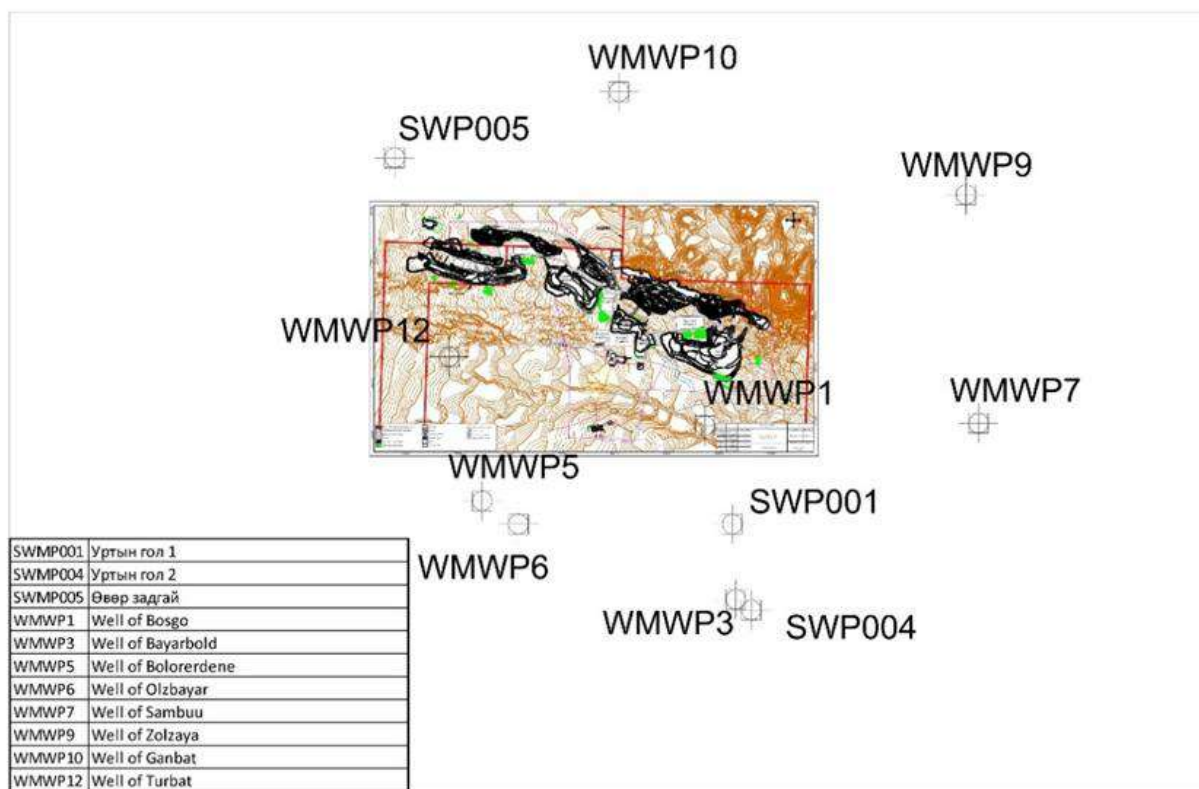 WMWP10
SWP005
WMWP9
WMWP12
WMWP1
WMWP7
WMWP5
SWP001
WMWP6
WMWP3
SWP004
SWMP001 Уртын гол 1
SWMP004 Уртын гол 2
SWMP005 Өвөр задгай
WMWP1 Well of Bosgo
WMWP3 Well of Bayarbold
WMWP5 Well of Bolorerdene
WMWP6 Well of Olzbayar
WMWP7 Well of Sambuu
WMWP9 Well of Zolzaya
WMWP10 Well of Ganbat
WMWP12 Well of Turbat